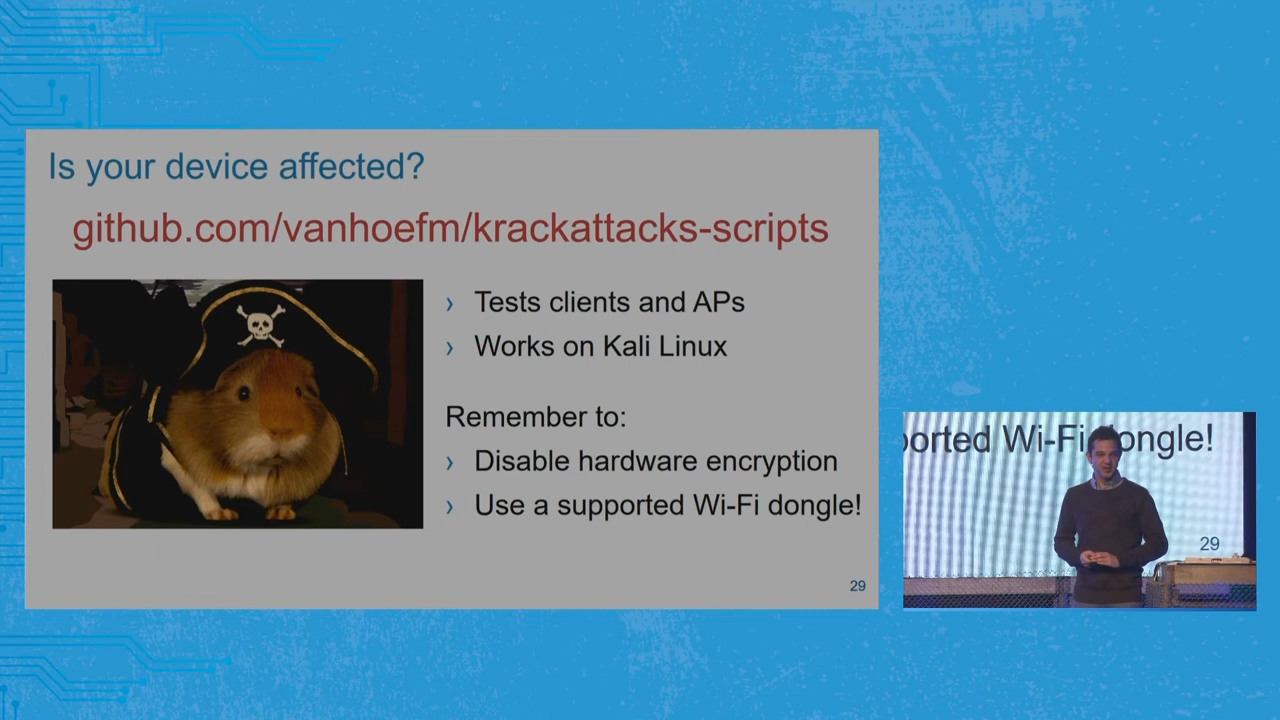 Is your device affected?
github.com/vanhoefm/krackattacks-scripts
› Tests clients and APs
› Works on Kali Linux
Remember to:
› Disable hardware encryption
› Use a supported Wi-Fi dongle!
29
ported Wi-Fi dongle!
29